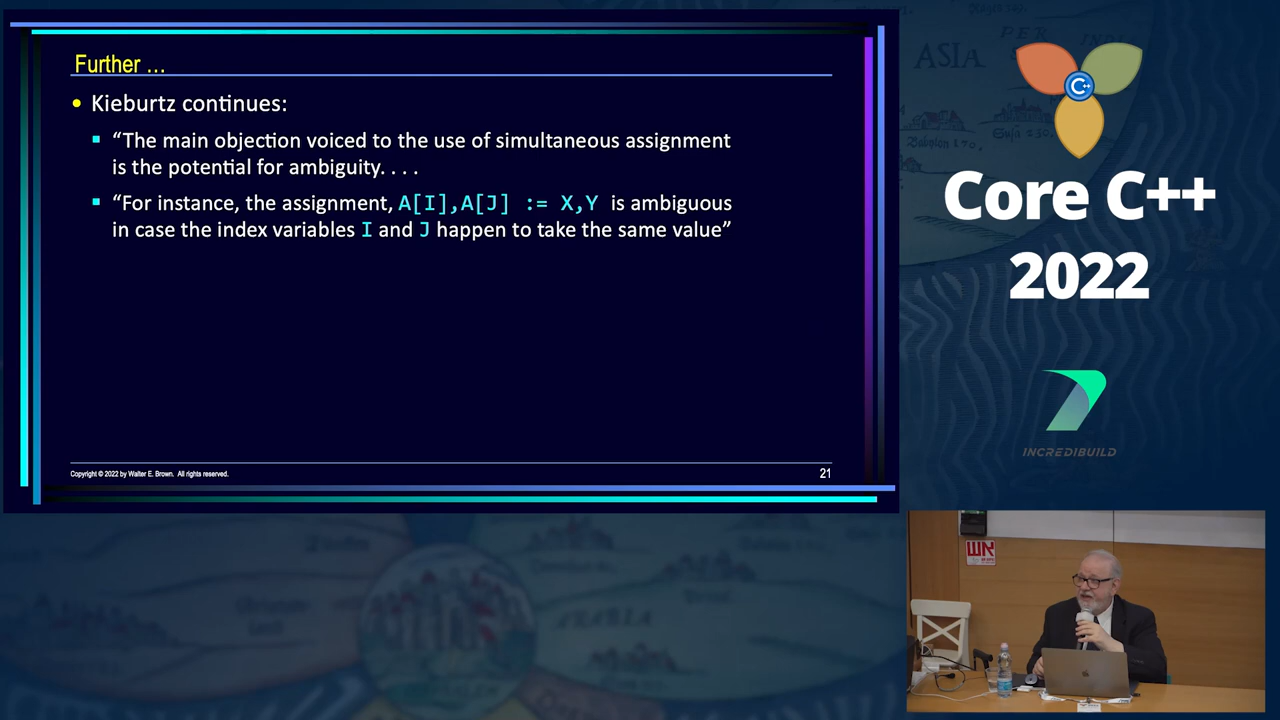 Further …
• Kieburtz continues:
▪ “The main objection voiced to the use of simultaneous assignment
is the potential for ambiguity. . . .
▪ “For instance, the assignment, A[I],A[J] := X,Y is ambiguous
in case the index variables I and J happen to take the same value”
Copyright © 2022 by Walter E. Brown. All rights reserved.
21
ASIA
C++
Core C++
2022
INCREDIBUILD
אש
ARABIA